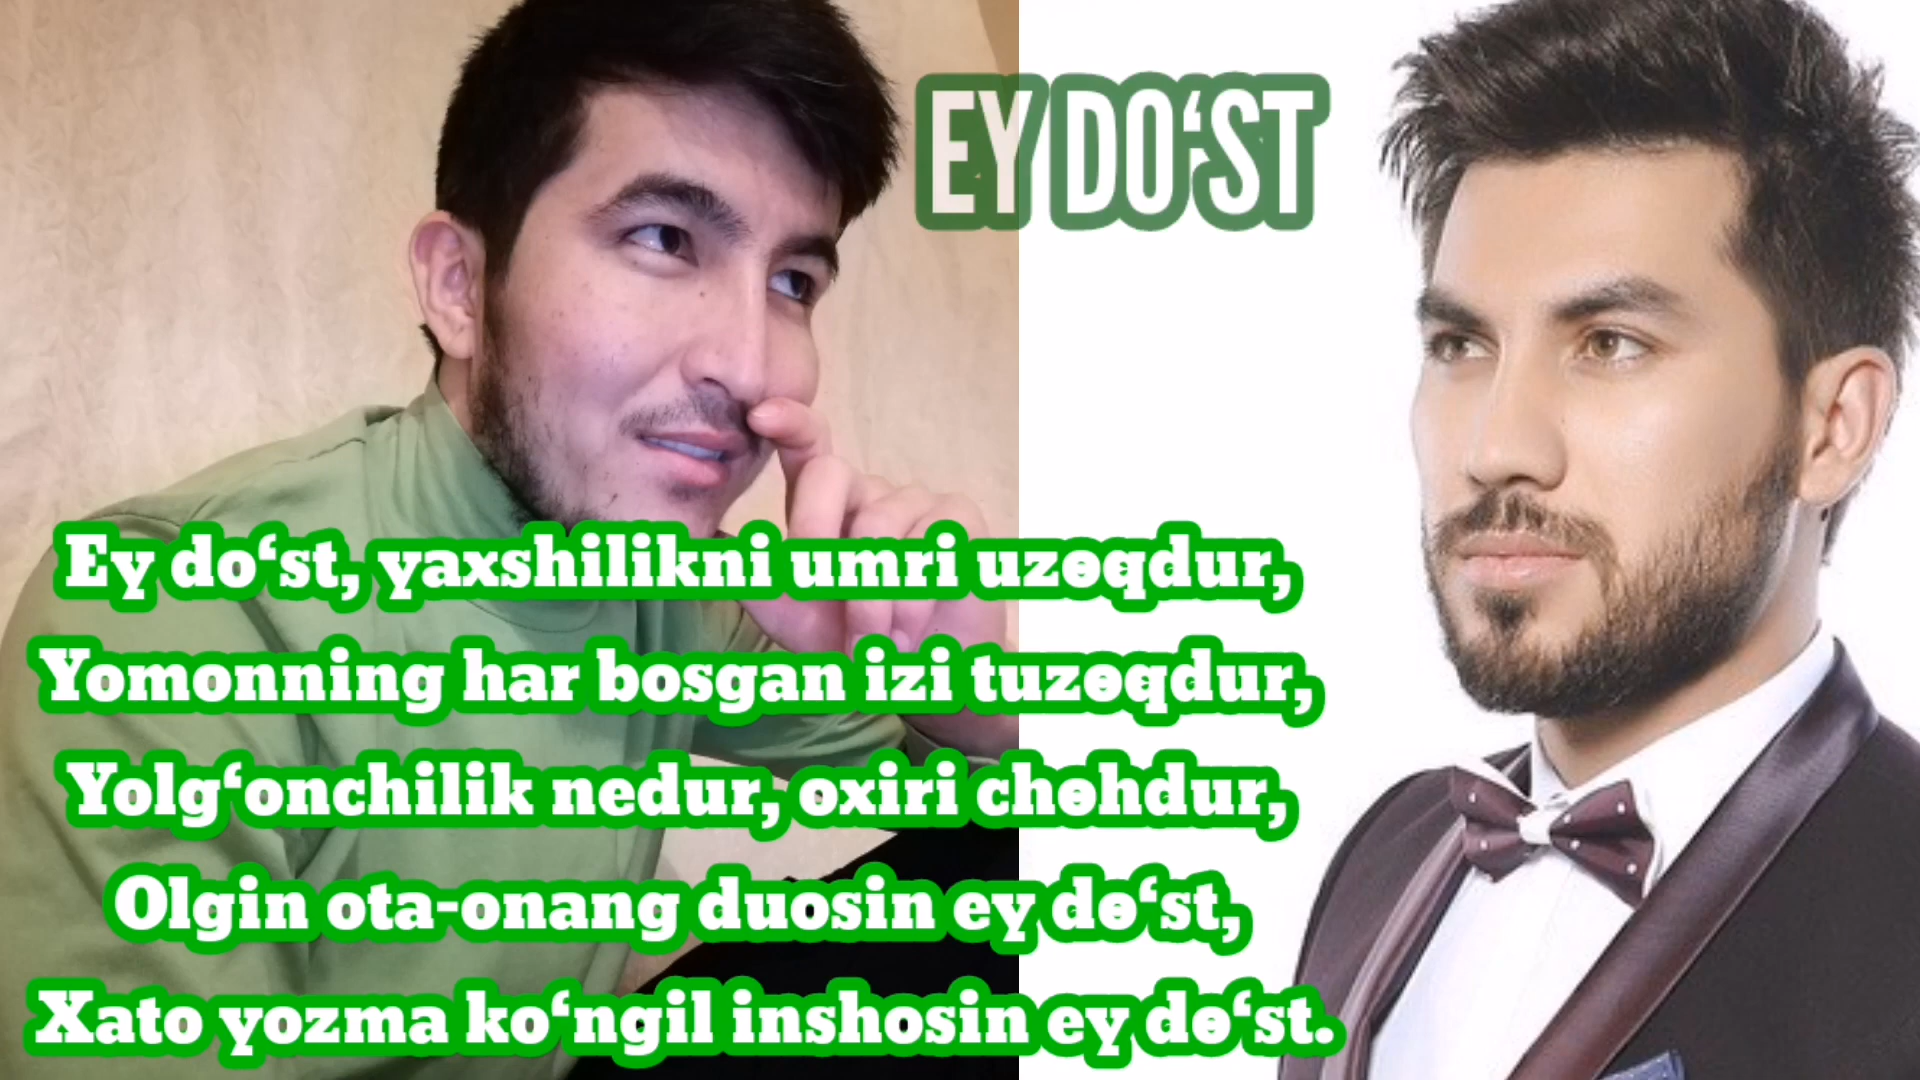 EY DO‘ST
Ey do‘st, yaxshilikni umri uzoqdur,
Yomonning har bosgan izi tuzoqdur,
Yolg‘onchilik nedur, oxiri chohdur,
Olgin ota-onang duosin ey do‘st,
Xato yozma ko‘ngil inshosin ey do‘st.